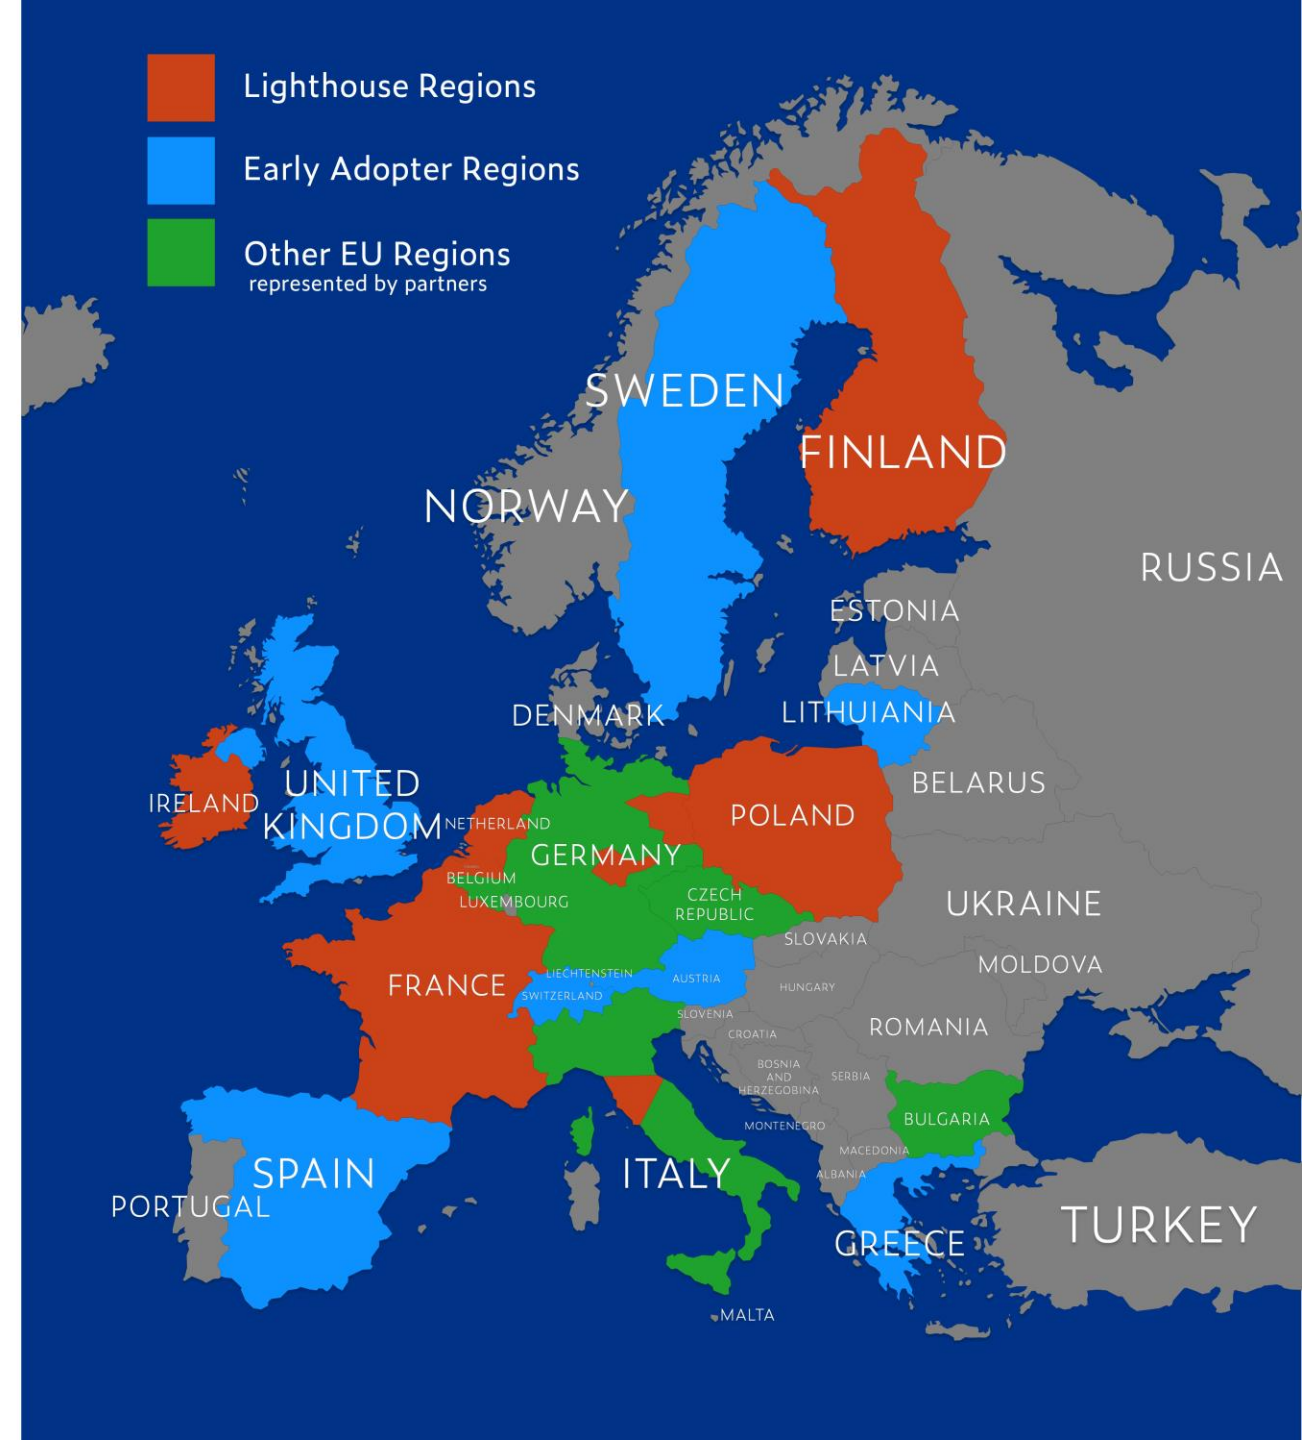 Lighthouse Regions
Early Adopter Regions
Other EU Regions
represented by partners
SWEDEN
FINLAND
NORWAY
RUSSIA
ESTONIA
LATVIA
DENMARK
LITHUIANIA
BELARUS
IRELAND
UNITED
KINGDOM
NETHERLAND
POLAND
GERMANY
BELGIUM
LUXEMBOURG
CZECH
REPUBLIC
UKRAINE
SLOVAKIA
MOLDOVA
FRANCE
LIECHTENSTEIN
SWITZERLAND
AUSTRIA
HUNGARY
SLOVENIA
CROATIA
ROMANIA
BOSNIA
AND
HERZEGOBINA
SERBIA
MONTENEGRO
BULGARIA
MACEDONIA
ALBANIA
SPAIN
PORTUGAL
ITALY
GREECE
TURKEY
MALTA